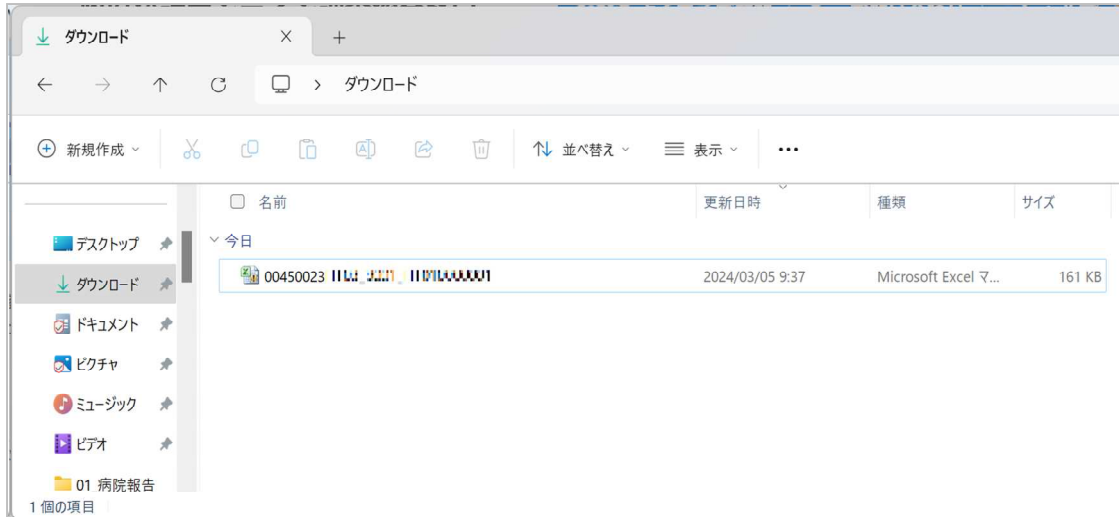 ダウンロード
ダウンロード
新規作成
並べ替え
表示
名前 更新日時 種類 サイズ
今日
00450023 2024/03/05 9:37 Microsoft Excel マ... 161 KB
デスクトップ
ダウンロード
ドキュメント
ピクチャ
ミュージック
ビデオ
01 病院報告
1 個の項目